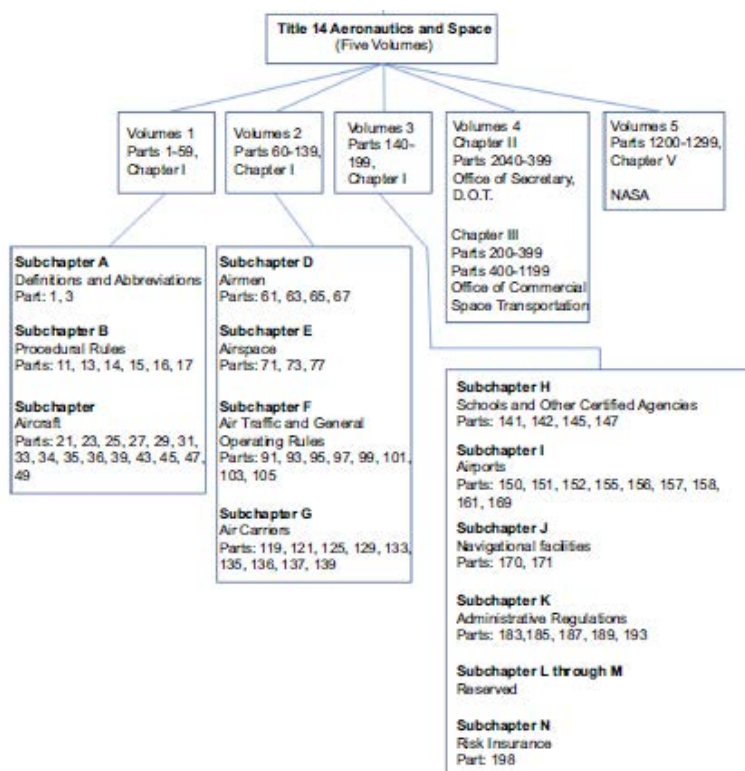 Title 14 Aeronautics and Space
(Five Volumes)
Volumes 1
Parts 1-59,
Chapter I
Volumes 2
Parts 60-139,
Chapter I
Volumes 3
Parts 140-
199,
Chapter I
Volumes 4
Chapter II
Parts 2040-399
Office of Secretary,
D.O.T.
Chapter III
Parts 200-399
Parts 400-1199
Office of Commercial
Space Transportation
Volumes 5
Parts 1200-1299,
Chapter V
NASA
Subchapter A
Definitions and Abbreviations
Part: 1, 3
Subchapter B
Procedural Rules
Parts: 11, 13, 14, 15, 16, 17
Subchapter
Aircraft
Parts: 21, 23, 25, 27, 29, 31,
33, 34, 35, 36, 39, 43, 45, 47,
49
Subchapter D
Airmen
Parts: 61, 63, 65, 67
Subchapter E
Airspace
Parts: 71, 73, 77
Subchapter F
Air Traffic and General
Operating Rules
Parts: 91, 93, 95, 97, 99, 101,
103, 105
Subchapter G
Air Carriers
Parts: 119, 121, 125, 129, 133,
135, 136, 137, 139
Subchapter H
Schools and Other Certified Agencies
Parts: 141, 142, 145, 147
Subchapter I
Airports
Parts: 150, 151, 152, 155, 156, 157, 158,
161, 169
Subchapter J
Navigational facilities
Parts: 170, 171
Subchapter K
Administrative Regulations
Parts: 183,185, 187, 189, 193
Subchapter L through M
Reserved
Subchapter N
Risk Insurance
Part: 198